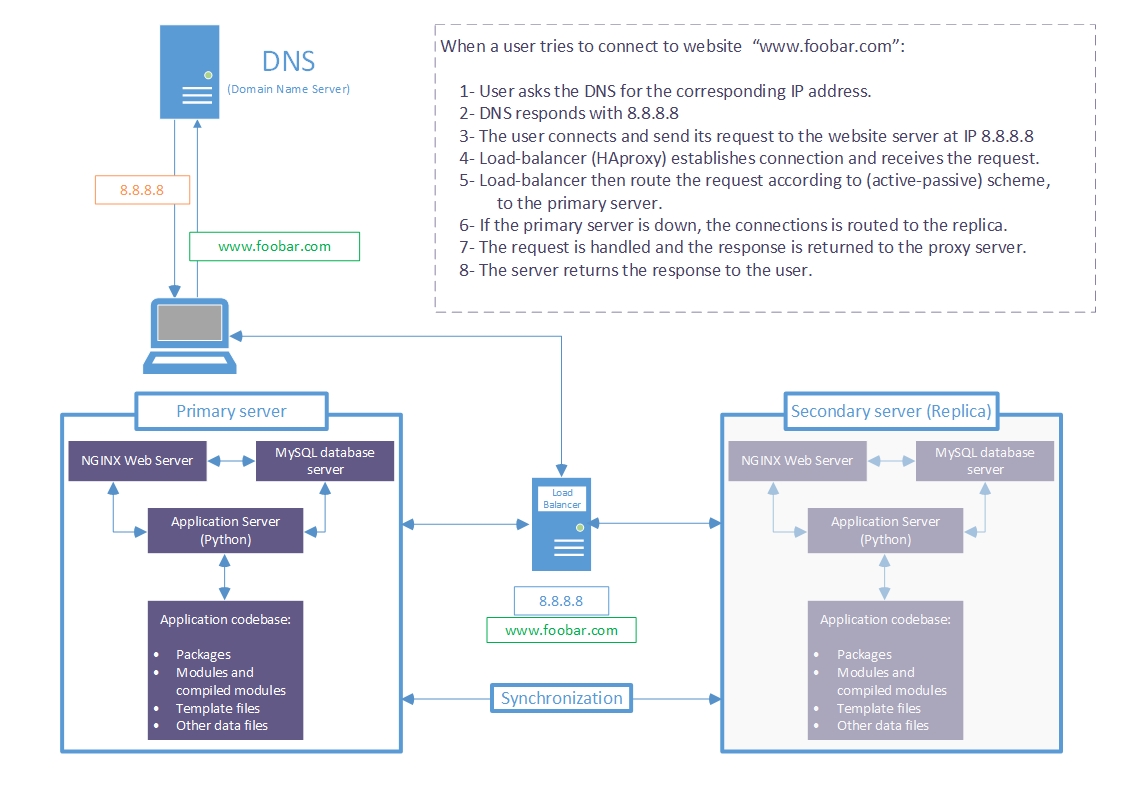 DNS
(Domain Name Server)
8.8.8.8
www.foobar.com
When a user tries to connect to website “www.foobar.com”:
1- User asks the DNS for the corresponding IP address.
2- DNS responds with 8.8.8.8
3- The user connects and send its request to the website server at IP 8.8.8.8
4- Load-balancer (HAproxy) establishes connection and receives the request.
5- Load-balancer then route the request according to (active-passive) scheme,
to the primary server.
6- If the primary server is down, the connections is routed to the replica.
7- The request is handled and the response is returned to the proxy server.
8- The server returns the response to the user.
Primary server
NGINX Web Server
MySQL database
server
Application Server
(Python)
Application codebase:
• Packages
• Modules and
compiled modules
• Template files
• Other data files
Load
Balancer
8.8.8.8
www.foobar.com
Synchronization
Secondary server (Replica)
NGINX Web Server
MySQL database
server
Application Server
(Python)
Application codebase:
• Packages
• Modules and
compiled modules
• Template files
• Other data files